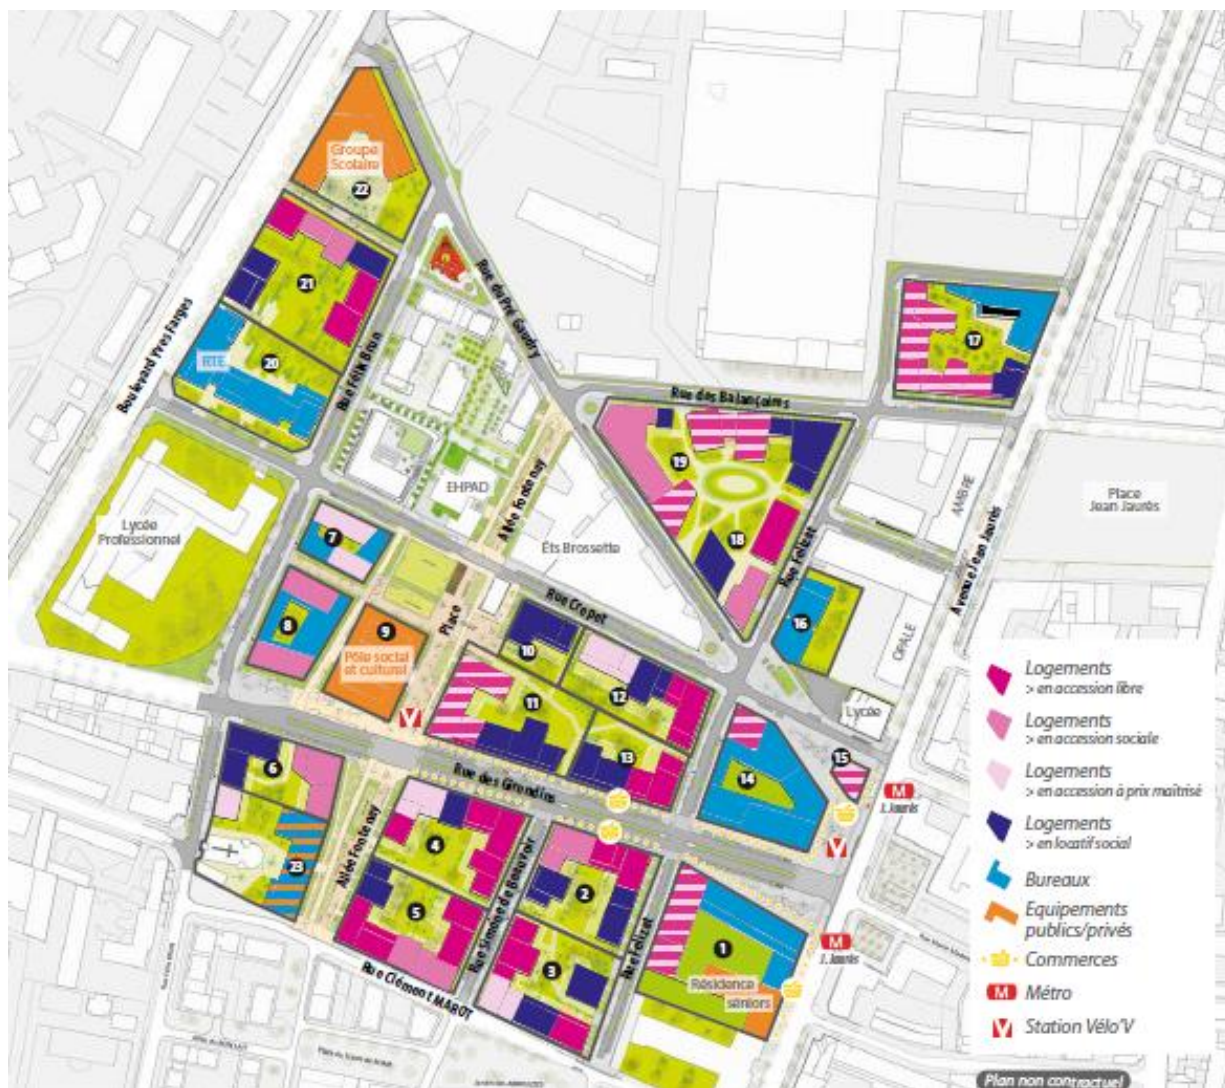 Groupe
Scolaire
22
21
Rue du Pré Gaudry
Boulevard Yves Farges
RTE
20
Rue Félix Brun
17
Rue des Balançoires
19
EHPAD
Allée Fontenay
Place
Jean Jaurès
AMBRE
Lycée
Professionnel
7
Ets Brossette
18
Rue Felizat
Avenue Jean Jaurès
Rue Crepet
Place
16
OPALE
8
9
Pôle social
et culturel
10
12
11
13
Lycée
15
14
Rue des Girondins
M
J. Jaurès
6
Allée Fontenay
4
Rue Simone de Beauvoir
2
23
5
3
Rue Felizat
1
M
J. Jaurès
Résidence
séniors
Rue Clément MAROT
Logements
> en accession libre
Logements
> en accession sociale
Logements
> en accession à prix maîtrisé
Logements
> en locatif social
Bureaux
Equipements
publics/privés
Commerces
M Métro
V Station Vélo'V
Plan non contractuel